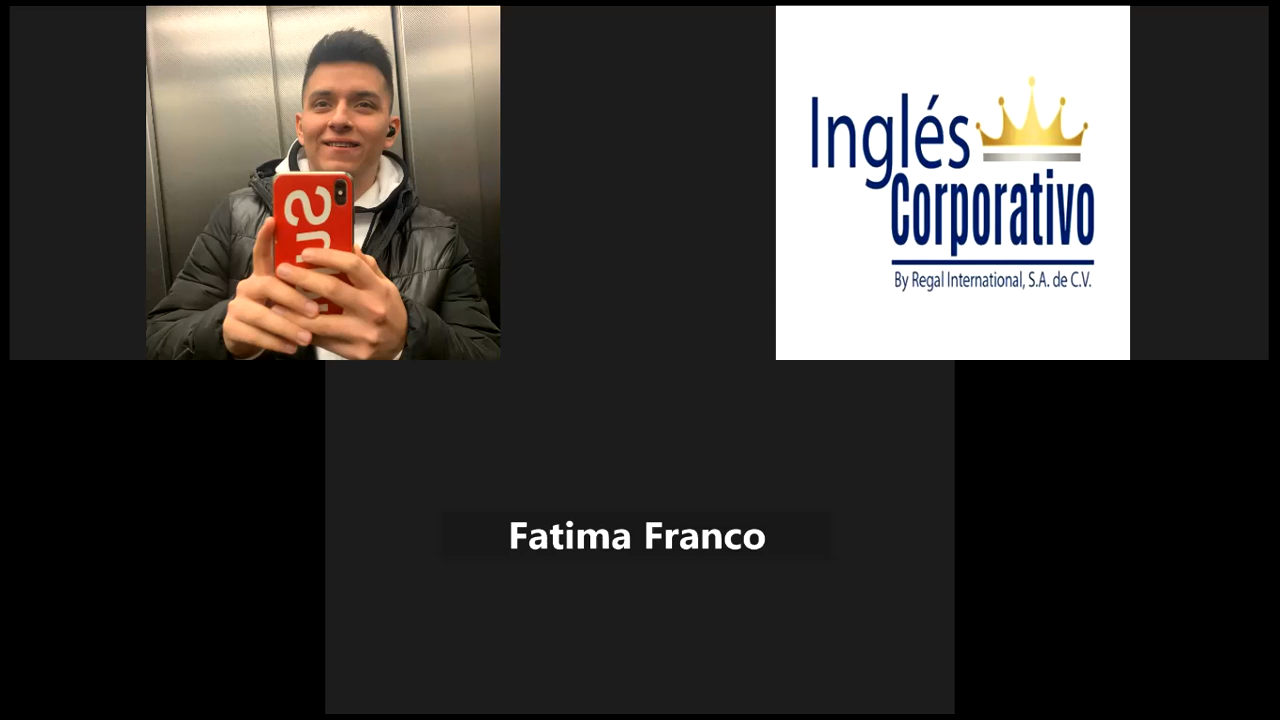 Inglés
Corporativo
By Regal International, S.A. de C.V.
Fatima Franco